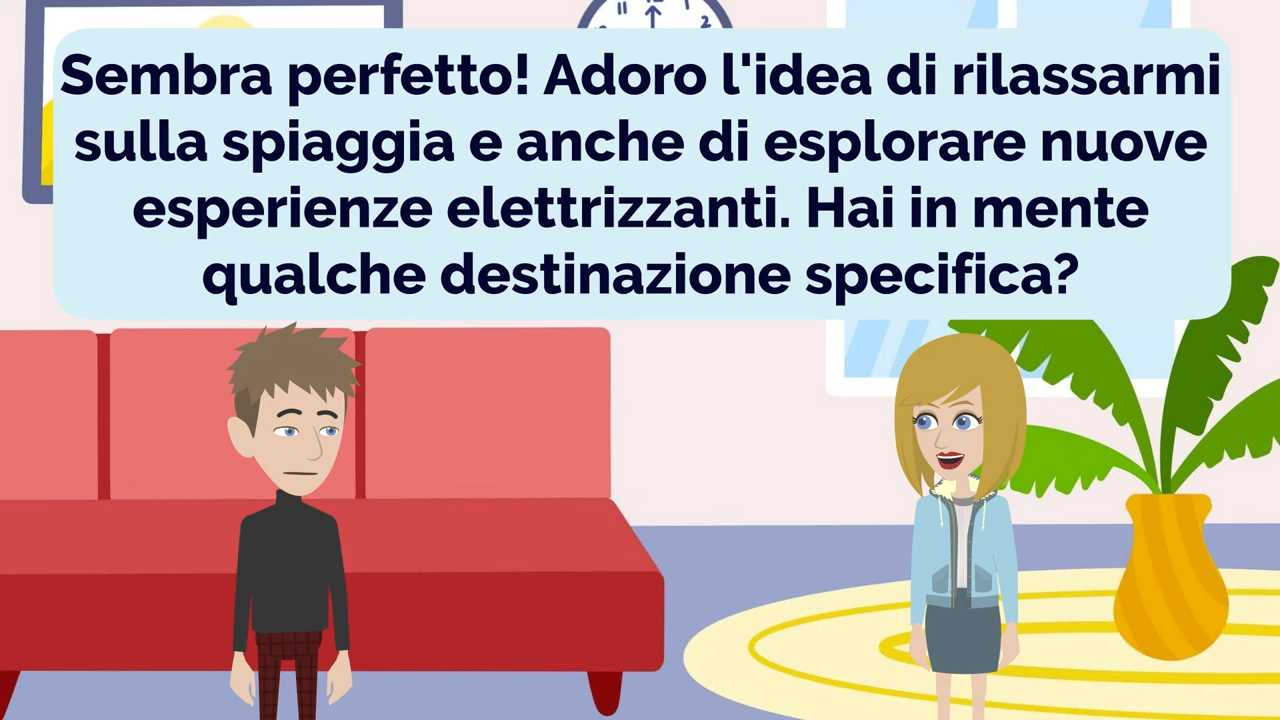 2
Sembra perfetto! Adoro l'idea di rilassarmi
sulla spiaggia e anche di esplorare nuove
esperienze elettrizzanti. Hai in mente
qualche destinazione specifica?